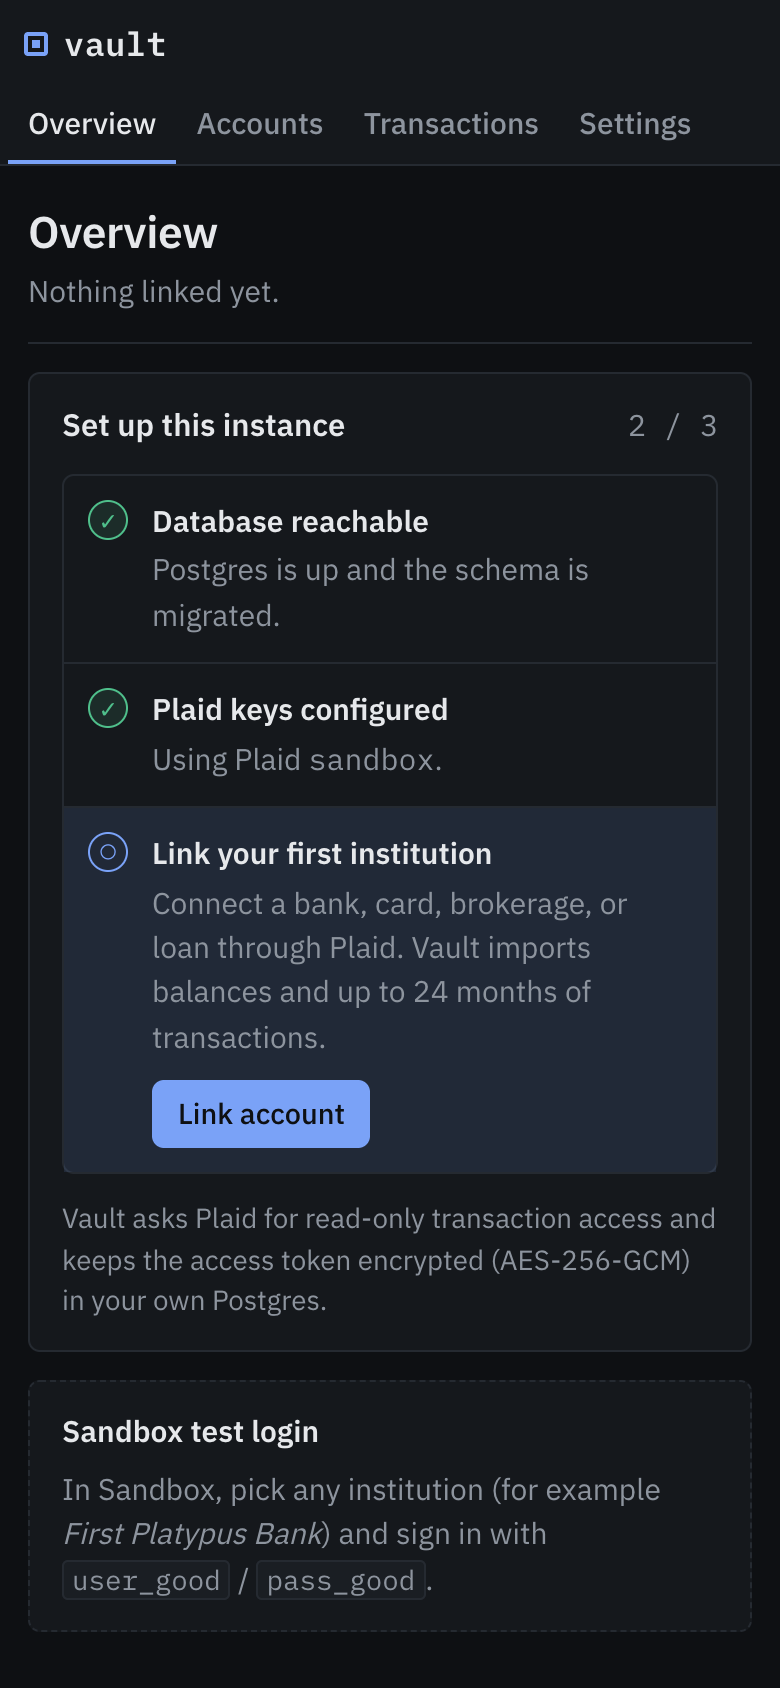 vault
Overview Accounts Transactions Settings
Overview
Nothing linked yet.
Set up this instance 2 / 3
✓ Database reachable
Postgres is up and the schema is
migrated.
✓ Plaid keys configured
Using Plaid sandbox.
Link your first institution
Connect a bank, card, brokerage, or
loan through Plaid. Vault imports
balances and up to 24 months of
transactions.
Link account
Vault asks Plaid for read-only transaction access and
keeps the access token encrypted (AES-256-GCM)
in your own Postgres.
Sandbox test login
In Sandbox, pick any institution (for example
First Platypus Bank) and sign in with
user_good / pass_good.